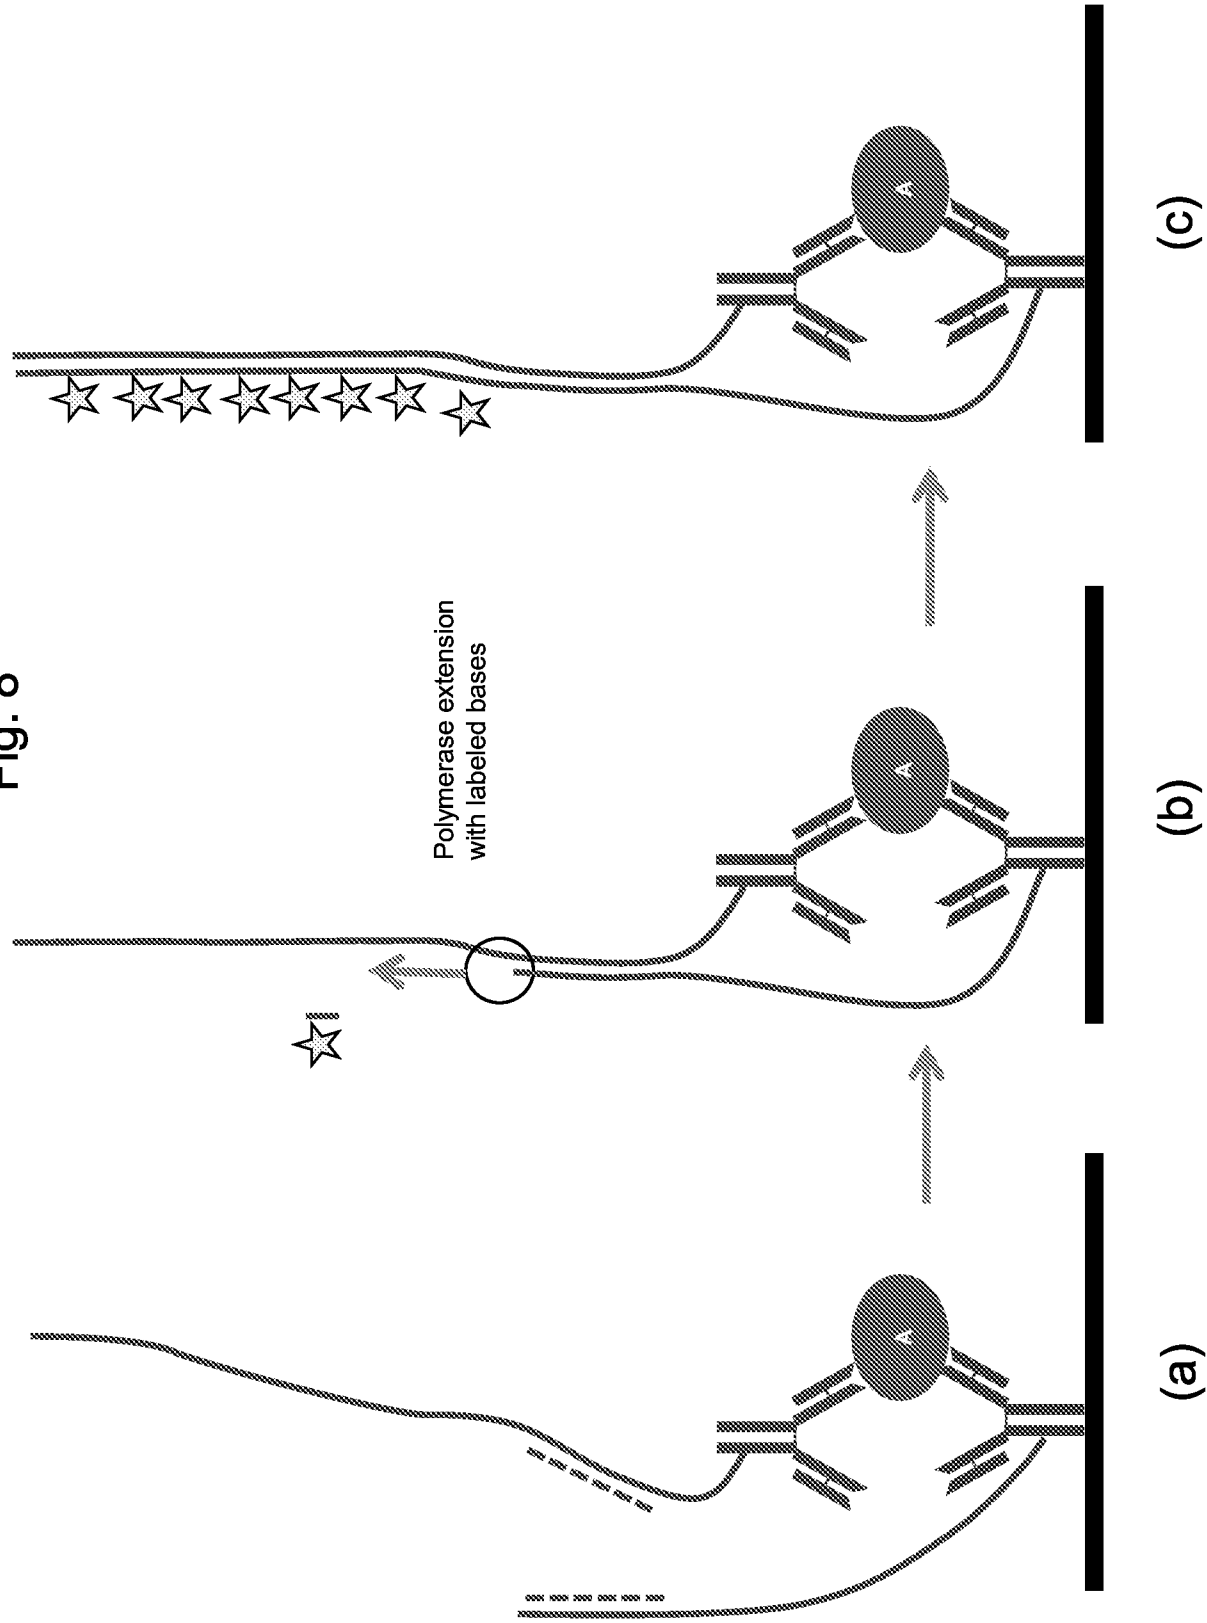 Fig. 8
Polymerase extension
with labeled bases
A
A
A
(a)
(b)
(c)